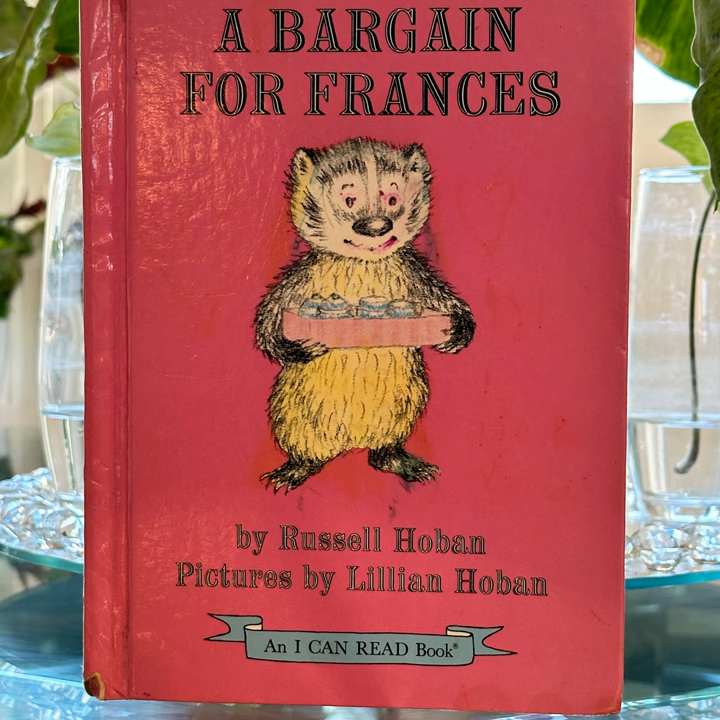 A BARGAIN
FOR FRANCES
by Russell Hoban
Pictures by Lillian Hoban
An I CAN READ Book®